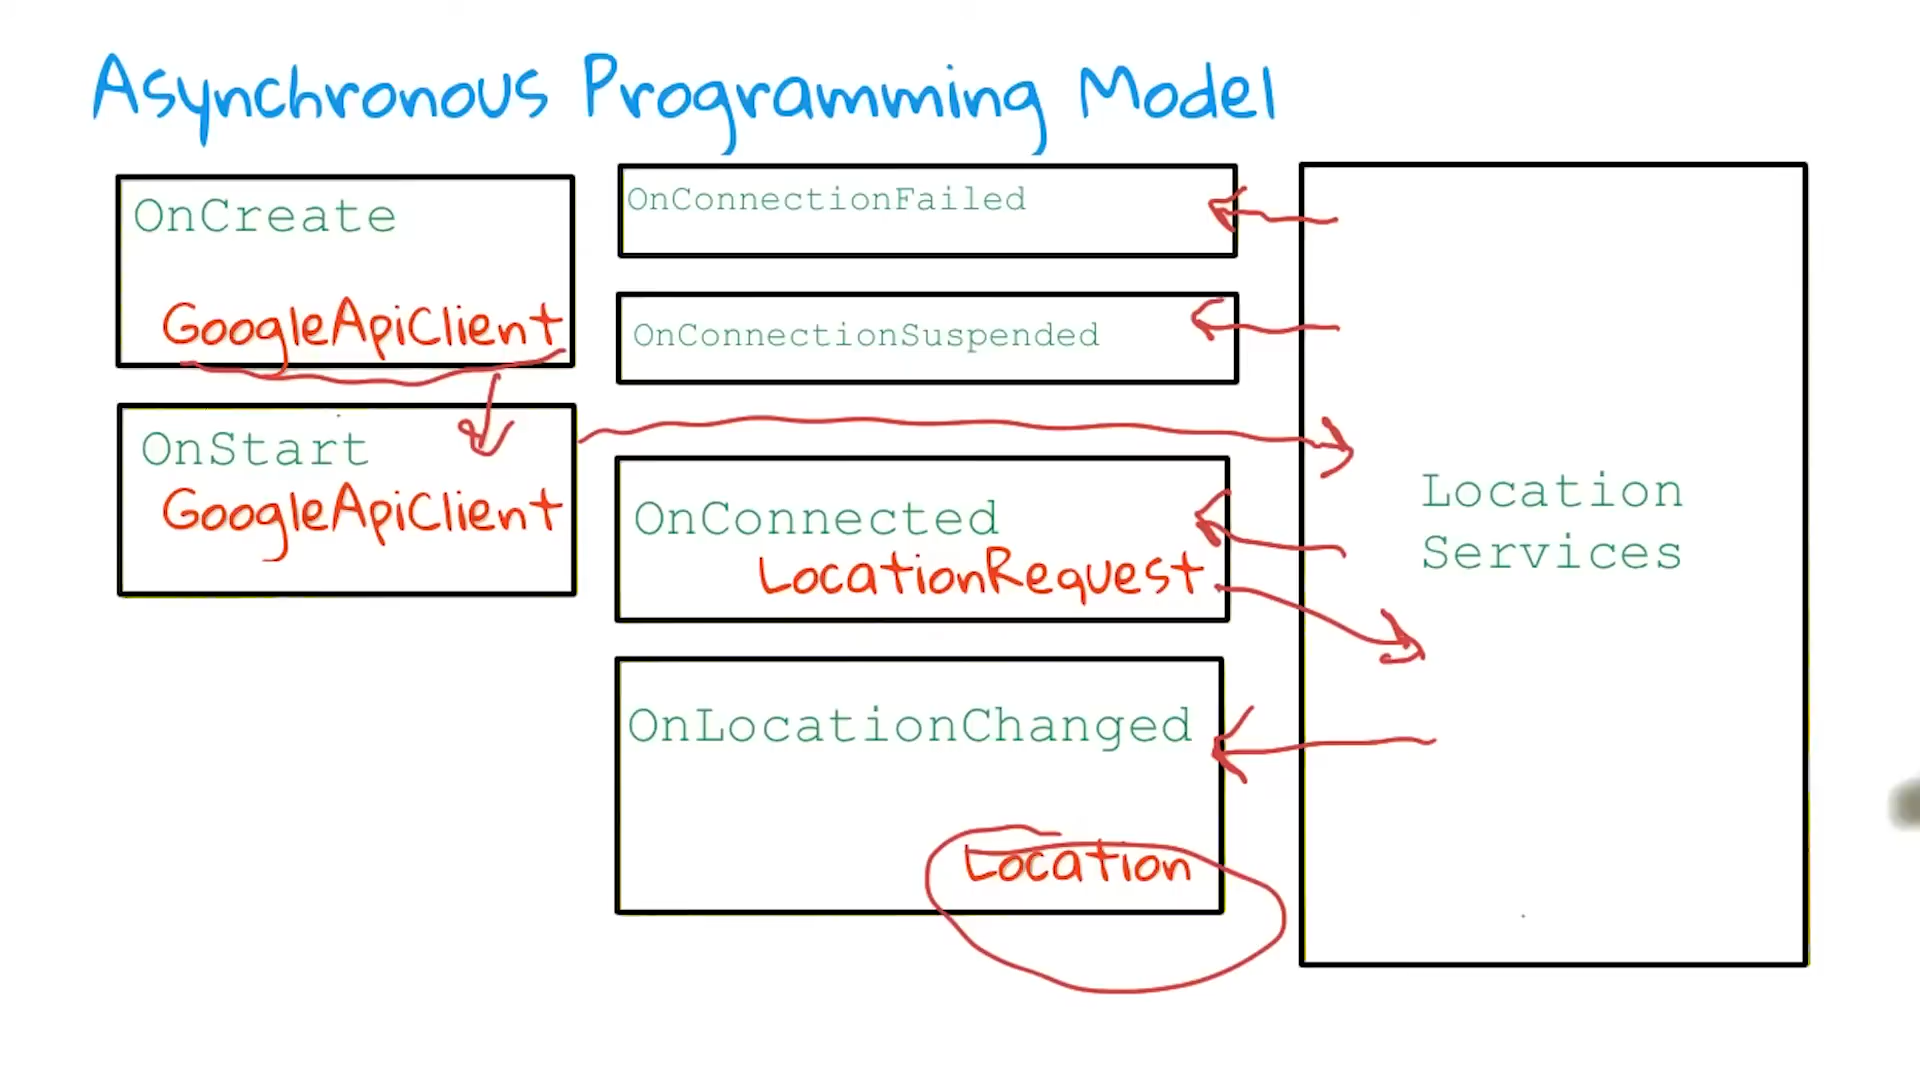 Asynchronous Programming Model
OnCreate
GoogleApiClient
OnStart
GoogleApiClient
OnConnectionFailed
OnConnectionSuspended
OnConnected
LocationRequest
OnLocationChanged
Location
Location
Services